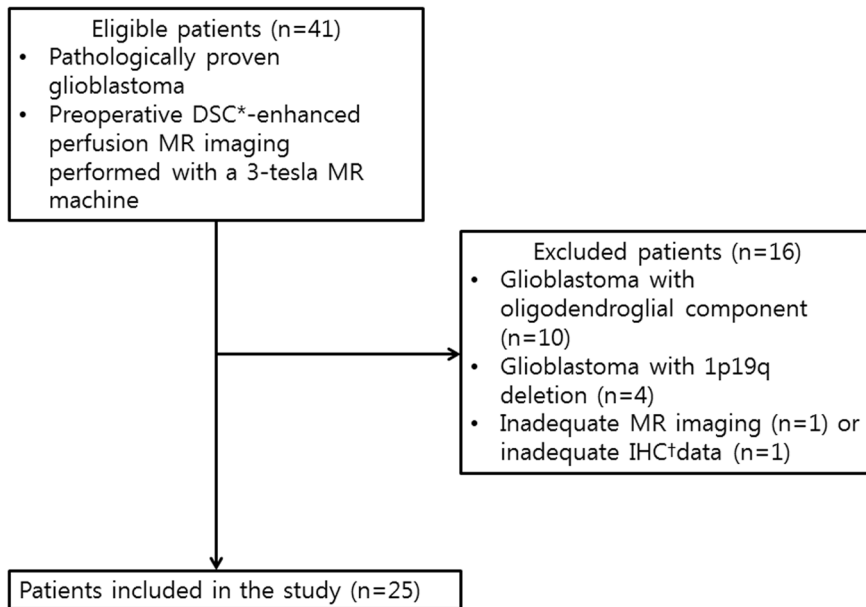 Eligible patients (n=41)
• Pathologically proven
glioblastoma
• Preoperative DSC*-enhanced
perfusion MR imaging
performed with a 3-tesla MR
machine
Excluded patients (n=16)
• Glioblastoma with
oligodendroglial component
(n=10)
• Glioblastoma with 1p19q
deletion (n=4)
• Inadequate MR imaging (n=1) or
inadequate IHC†data (n=1)
Patients included in the study (n=25)